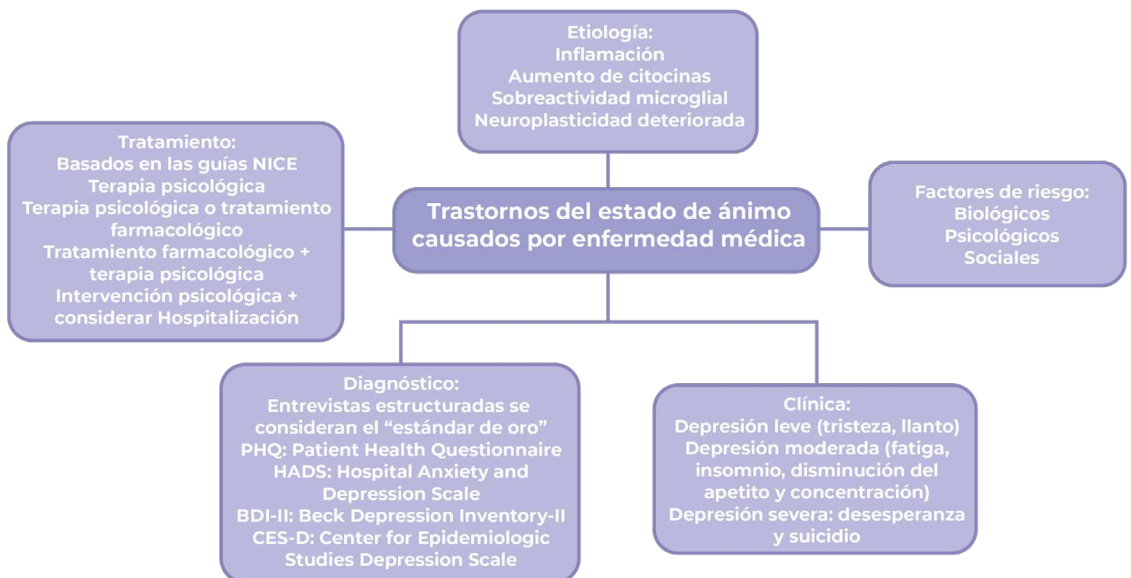 Etiología:
Inflamación
Aumento de citocinas
Sobreactividad microglial
Neuroplasticidad deteriorada
Tratamiento:
Basados en las guías NICE
Terapia psicológica
Terapia psicológica o tratamiento
farmacológico
Tratamiento farmacológico +
terapia psicológica
Intervención psicológica +
considerar Hospitalización
Trastornos del estado de ánimo
causados por enfermedad médica
Factores de riesgo:
Biológicos
Psicológicos
Sociales
Diagnóstico:
Entrevistas estructuradas se
consideran el “estándar de oro”
PHQ: Patient Health Questionnaire
HADS: Hospital Anxiety and
Depression Scale
BDI-II: Beck Depression Inventory-II
CES-D: Center for Epidemiologic
Studies Depression Scale
Clínica:
Depresión leve (tristeza, llanto)
Depresión moderada (fatiga,
insomnio, disminución del
apetito y concentración)
Depresión severa: desesperanza
y suicidio